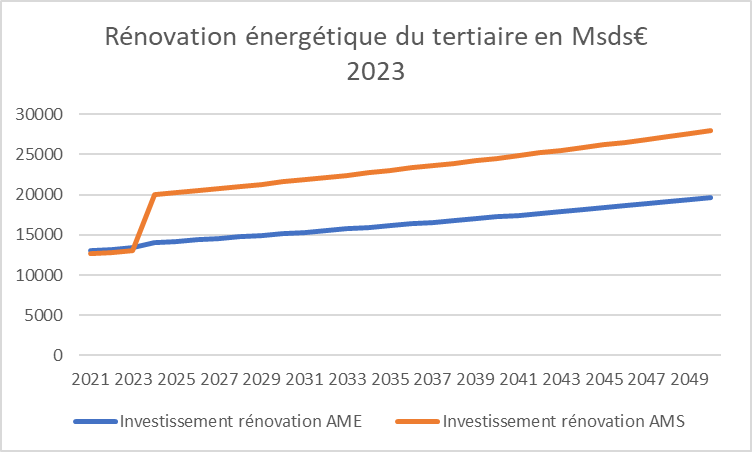 Rénovation énergétique du tertiaire en Msds€
2023
30000
25000
20000
15000
10000
5000
0
2021 2023 2025 2027 2029 2031 2033 2035 2037 2039 2041 2043 2045 2047 2049
Investissement rénovation AME Investissement rénovation AMS